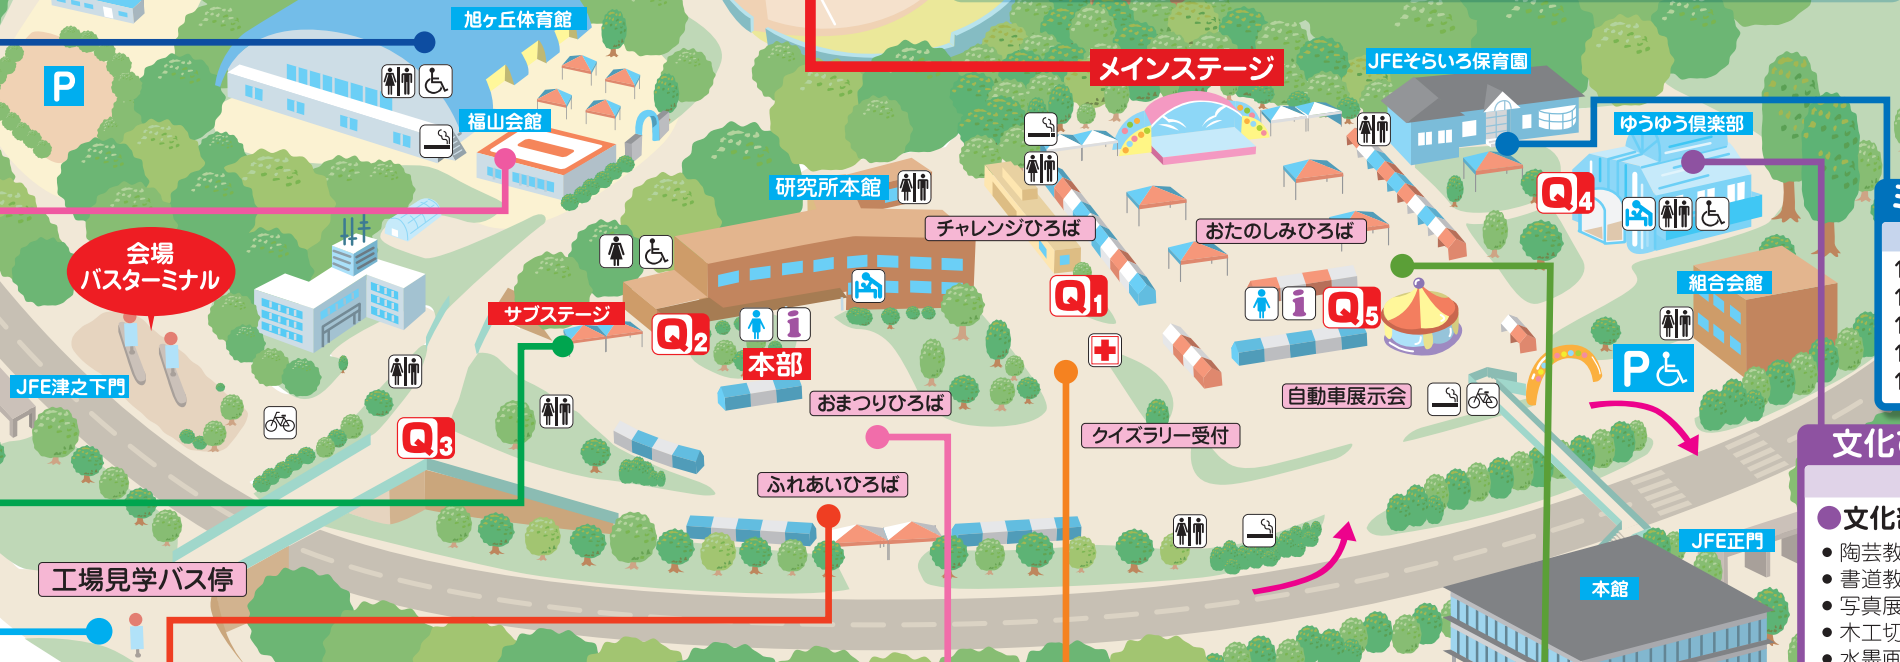 旭ヶ丘体育館
P
メインステージ
JFEそらいろ保育園
福山会館
ゆうゆう倶楽部
研究所本館
Q4
チャレンジひろば
おたのしみひろば
会場
バスターミナル
組合会館
サブステージ
Q1
Q5
i
Q2
i
本部
P
JFE津之下門
おまつりひろば
自動車展示会
Q3
クイズラリー受付
文化
ふれあいひろば
文化
JFE正門
陶芸教
工場見学バス停
書道教
本館
写真展
木工切
水墨画